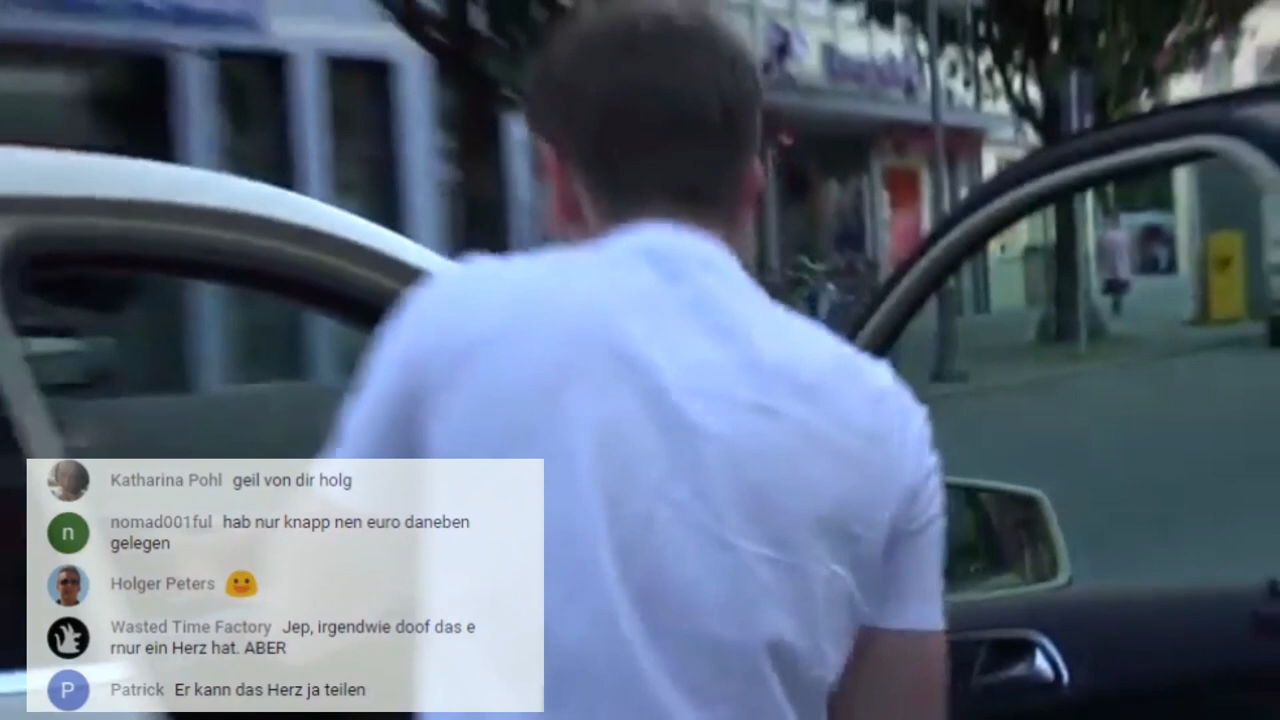 Katharina Pohl geil von dir holg
n nomad001ful hab nur knapp nen euro daneben
gelegen
Holger Peters
Wasted Time Factory Jep, irgendwie doof das e
rnur ein Herz hat. ABER
P Patrick Er kann das Herz ja teilen